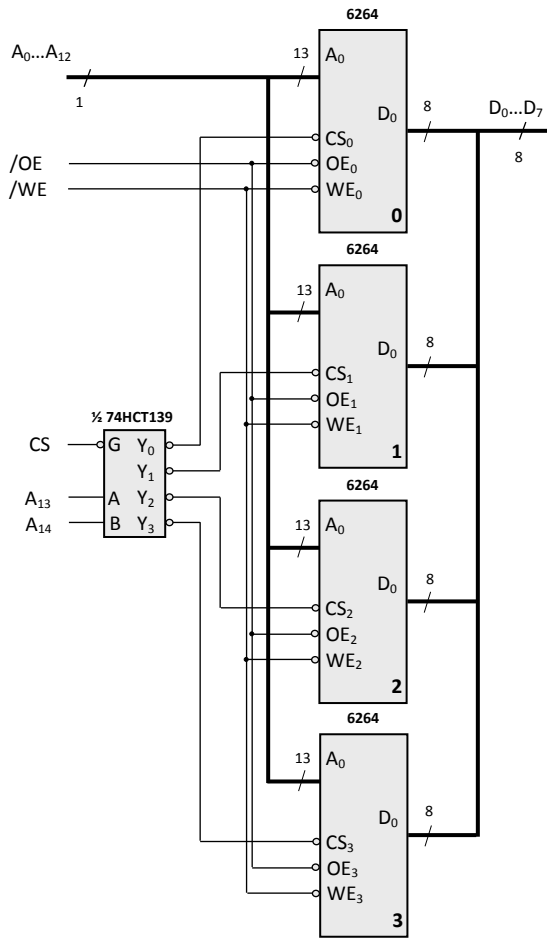 6264
A₀...A₁₂
1
13
A₀
D₀
8
D₀...D₇
8
CS₀
/OE
OE₀
/WE
WE₀
0
6264
13
A₀
D₀
8
CS₁
OE₁
WE₁
1
½ 74HCT139
CS
G Y₀
Y₁
A₁₃
A Y₂
A₁₄
B Y₃
6264
13
A₀
D₀
8
CS₂
OE₂
WE₂
2
6264
13
A₀
D₀
8
CS₃
OE₃
WE₃
3